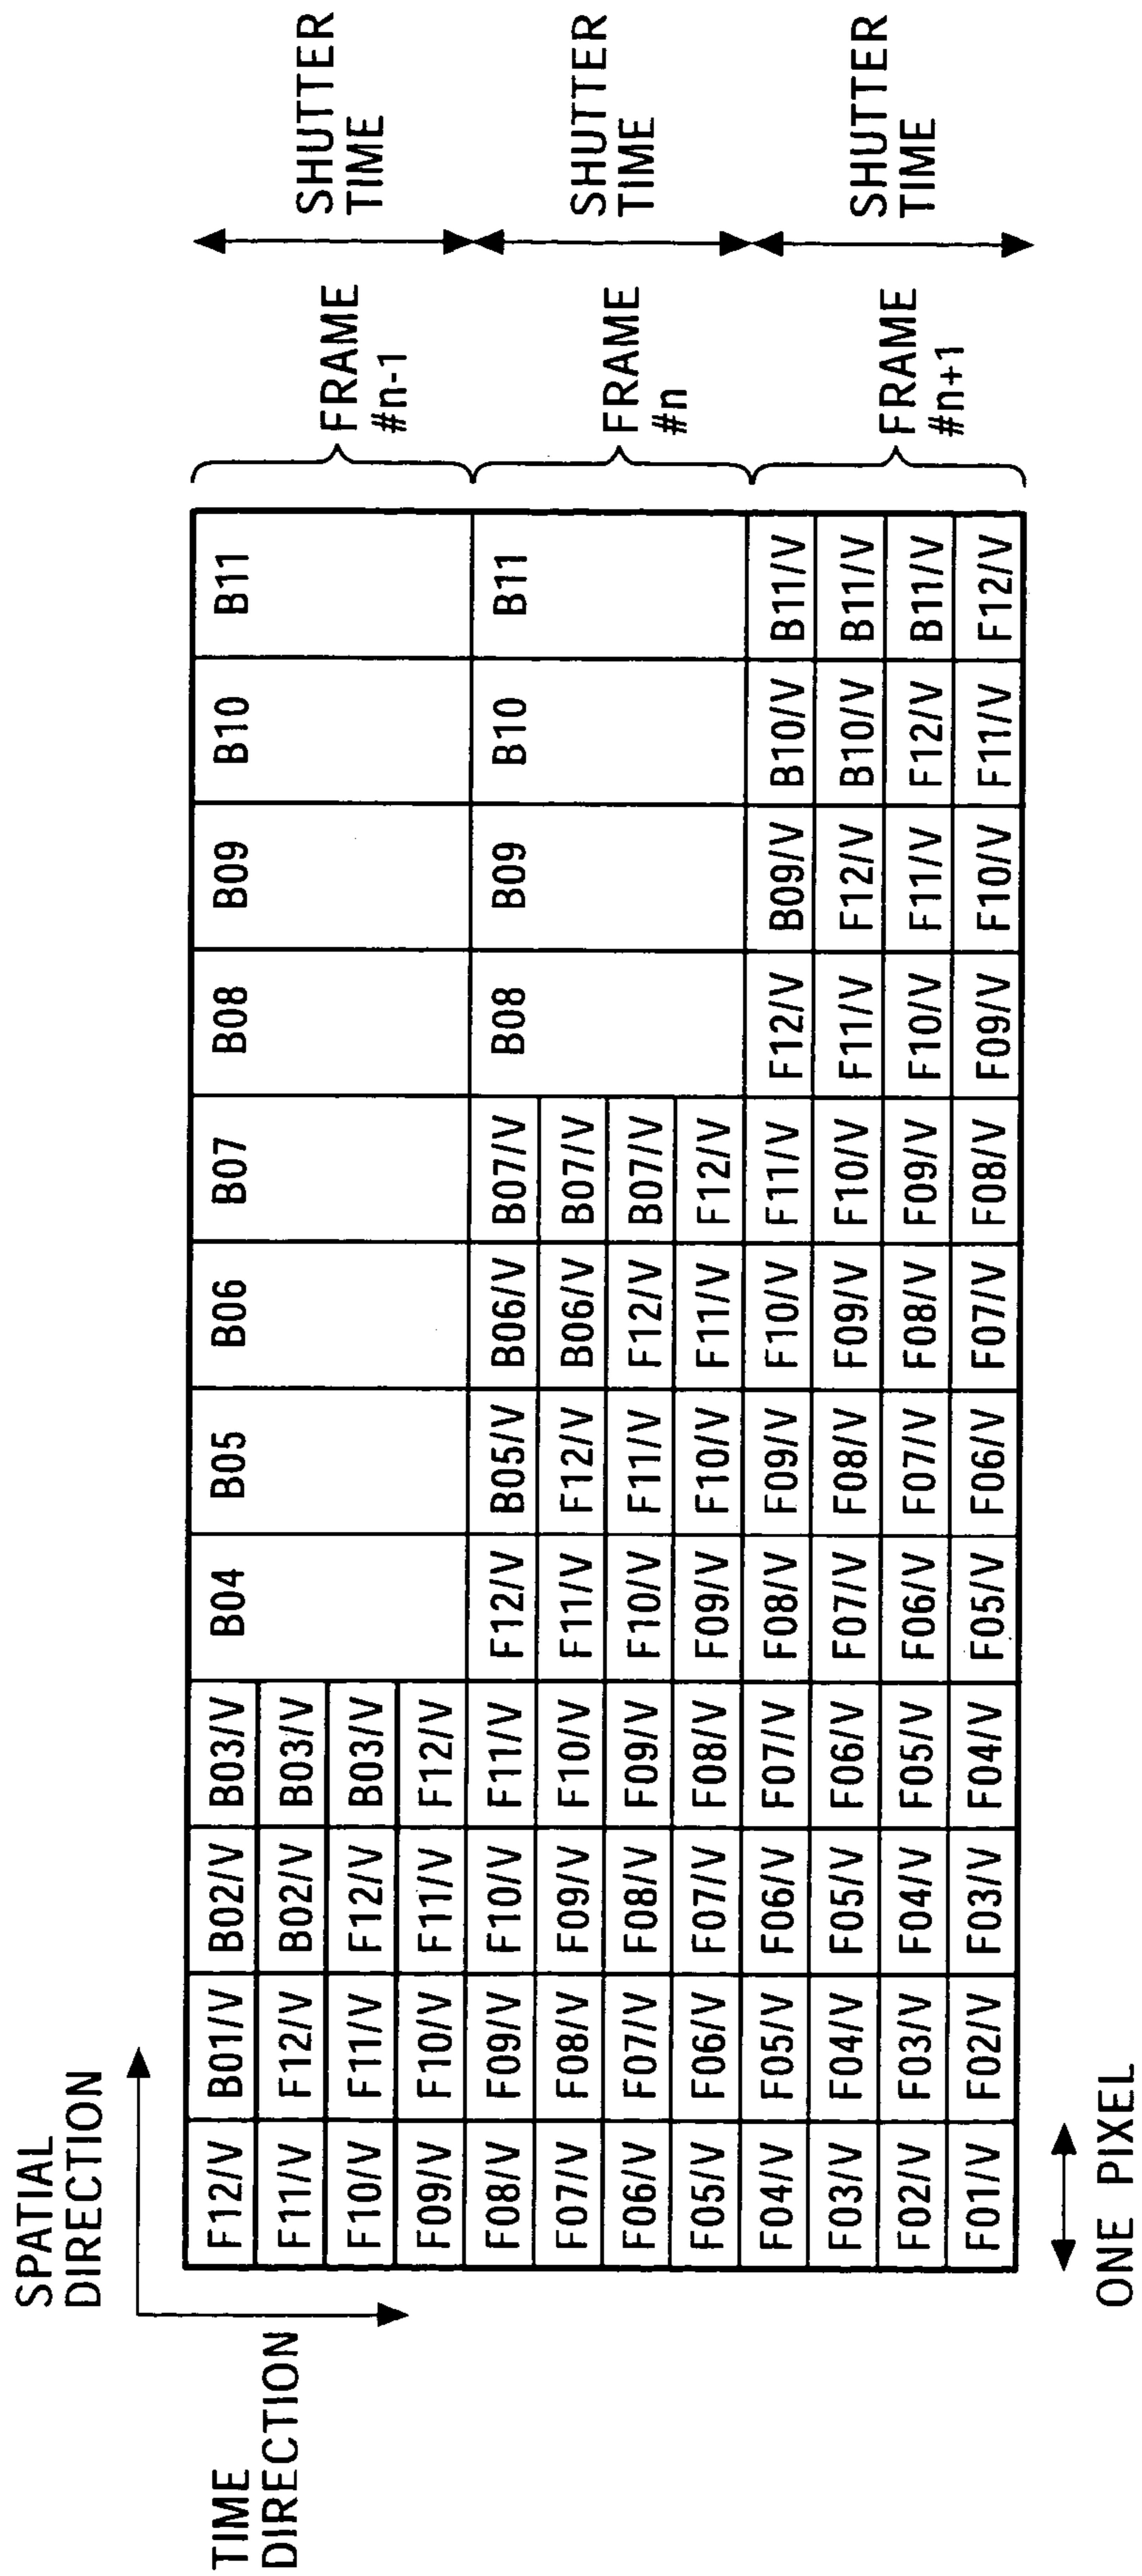 SPATIAL
DIRECTION
TIME
DIRECTION
F12/V B01/V B02/V B03/V B04 B05 B06 B07 B08 B09 B10 B11
F11/V F12/V B02/V B03/V
F10/V F11/V F12/V B03/V
F09/V F10/V F11/V F12/V
FRAME
#n-1
SHUTTER
TIME
F08/V F09/V F10/V F11/V F12/V B05/V B06/V B07/V B08 B09 B10 B11
F07/V F08/V F09/V F10/V F11/V F12/V B06/V B07/V
F06/V F07/V F08/V F09/V F10/V F11/V F12/V B07/V
F05/V F06/V F07/V F08/V F09/V F10/V F11/V F12/V
FRAME
#n
SHUTTER
TIME
F04/V F05/V F06/V F07/V F08/V F09/V F10/V F11/V F12/V B09/V B10/V B11/V
F03/V F04/V F05/V F06/V F07/V F08/V F09/V F10/V F11/V F12/V B10/V B11/V
F02/V F03/V F04/V F05/V F06/V F07/V F08/V F09/V F10/V F11/V F12/V B11/V
F01/V F02/V F03/V F04/V F05/V F06/V F07/V F08/V F09/V F10/V F11/V F12/V
FRAME
#n+1
SHUTTER
TIME
ONE PIXEL